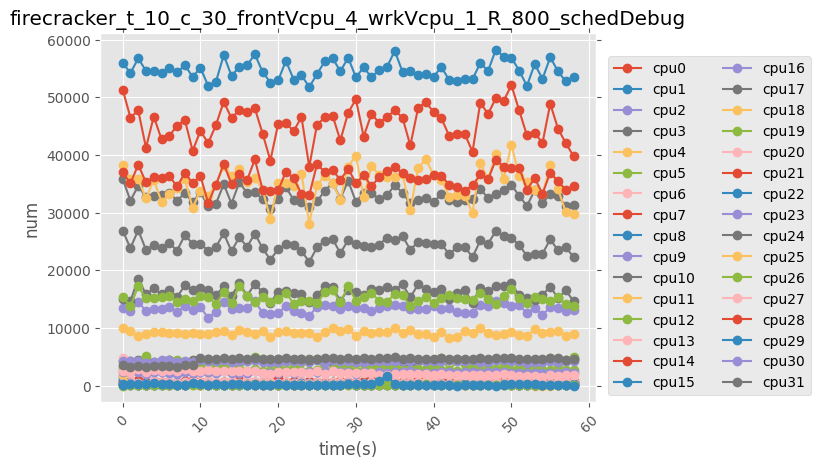 firecracker_t_10_c_30_frontVcpu_4_wrkVcpu_1_R_800_schedDebug
60000
50000
40000
30000
20000
10000
0
num
0
10
20
30
40
50
60
time(s)
cpu0
cpu1
cpu2
cpu3
cpu4
cpu5
cpu6
cpu7
cpu8
cpu9
cpu10
cpu11
cpu12
cpu13
cpu14
cpu15
cpu16
cpu17
cpu18
cpu19
cpu20
cpu21
cpu22
cpu23
cpu24
cpu25
cpu26
cpu27
cpu28
cpu29
cpu30
cpu31